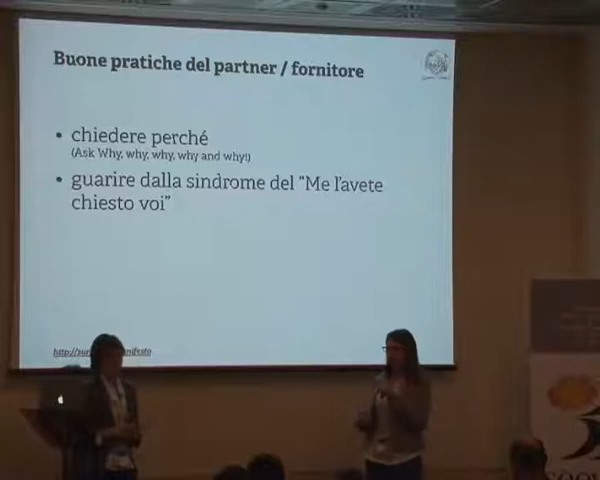 Buone pratiche del partner / fornitore
• chiedere perché
(Ask Why, why, why, why and why!)
• guarire dalla sindrome del "Me l'avete
chiesto voi"